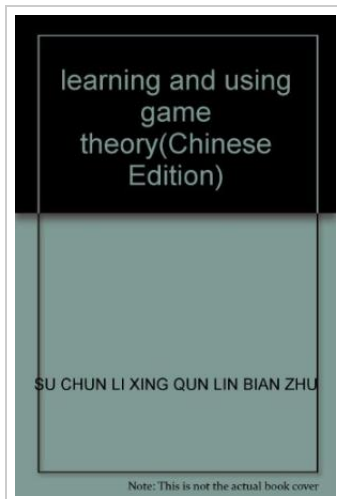 learning and using
game
theory(Chinese
Edition)
SU CHUN LI XING QUN LIN BIAN ZHU
Note: This is not the actual book cover